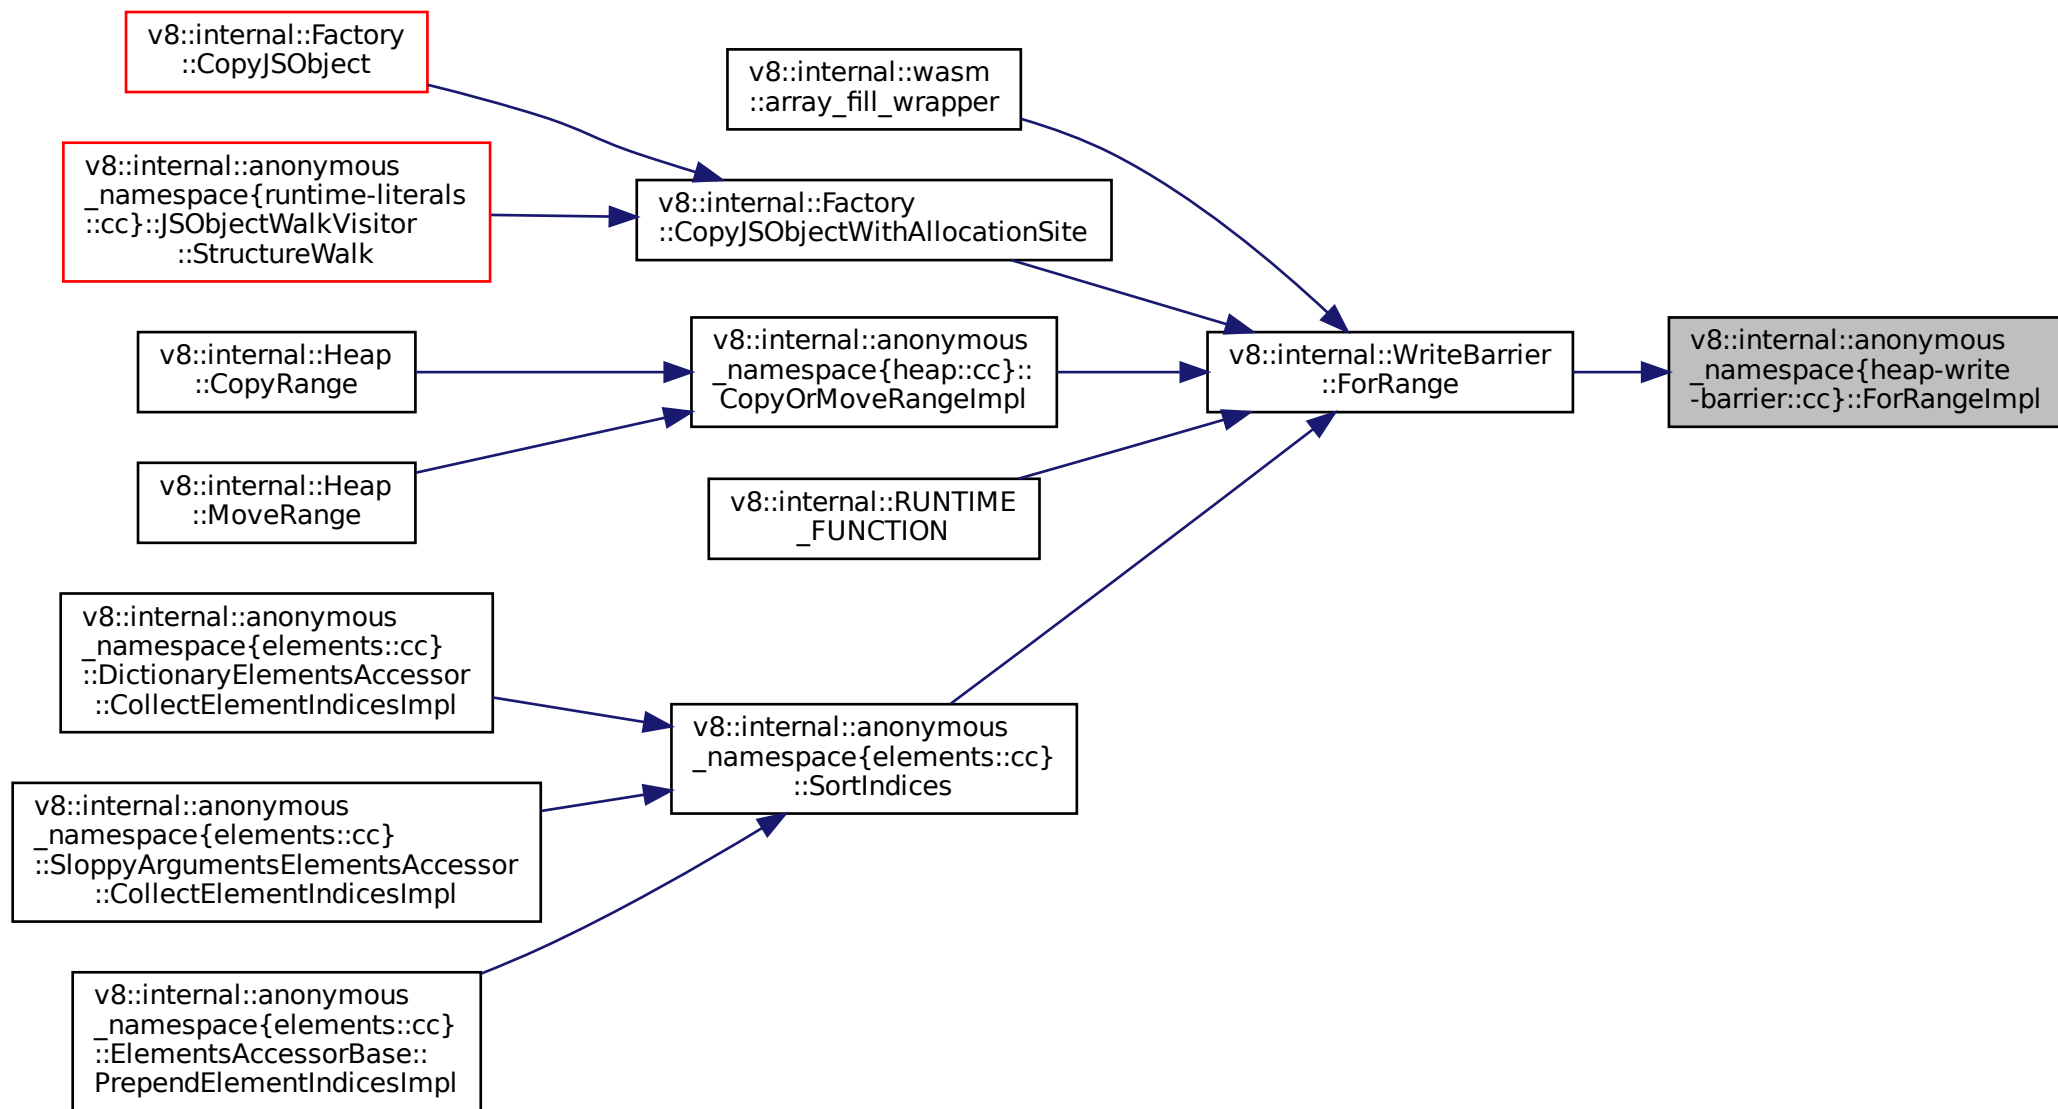 v8::internal::Factory
::CopyJSObject
v8::internal::anonymous
_namespace{runtime-literals
::cc}::JSObjectWalkVisitor
::StructureWalk
v8::internal::Heap
::CopyRange
v8::internal::Heap
::MoveRange
v8::internal::anonymous
_namespace{elements::cc}
::DictionaryElementsAccessor
::CollectElementIndicesImpl
v8::internal::anonymous
_namespace{elements::cc}
::SloppyArgumentsElementsAccessor
::CollectElementIndicesImpl
v8::internal::anonymous
_namespace{elements::cc}
::ElementsAccessorBase::
PrependElementIndicesImpl
v8::internal::wasm
::array_fill_wrapper
v8::internal::Factory
::CopyJSObjectWithAllocationSite
v8::internal::anonymous
_namespace{heap::cc}::
CopyOrMoveRangeImpl
v8::internal::RUNTIME
_FUNCTION
v8::internal::anonymous
_namespace{elements::cc}
::SortIndices
v8::internal::WriteBarrier
::ForRange
v8::internal::anonymous
_namespace{heap-write
-barrier::cc}::ForRangeImpl